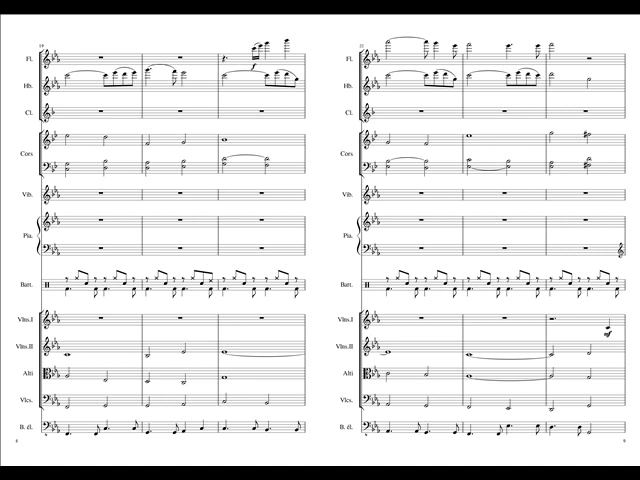 19
Fl.
f
Hb.
Cl.
Cors
Vib.
Pia.
Batt.
Vlns.I
Vlns.II
Alti
Vlcs.
B. él.
8
22
Fl.
Hb.
Cl.
Cors
Vib.
Pia.
Batt.
Vlns.I
mf
Vlns.II
Alti
Vlcs.
B. él.
9